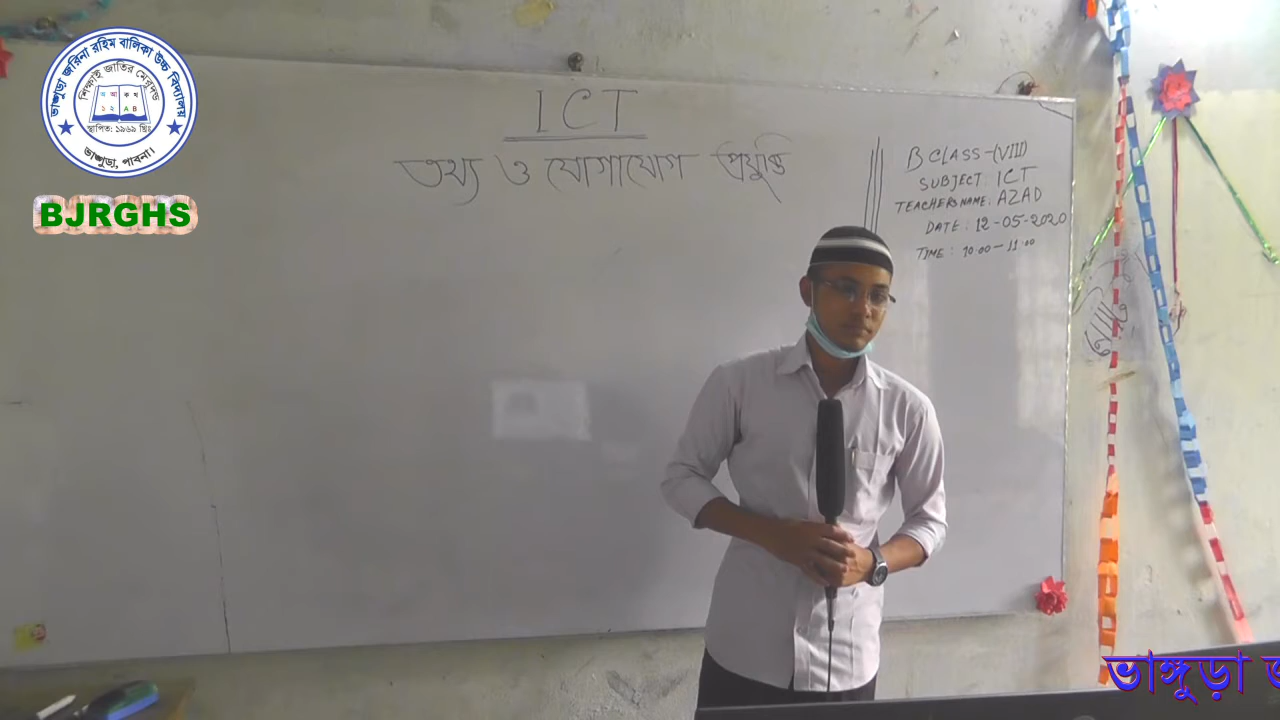 ভাঙ্গুড়া জরিনা রহিম বালিকা উচ্চ বিদ্যালয়
শিক্ষাই জাতির মেরুদণ্ড
অ আ ক খ
১ ২ A B
স্থাপিত: ১৯৬৯ খ্রিঃ
ভাঙ্গুড়া, পাবনা।
BJRGHS
ICT
তথ্য ও যোগাযোগ প্রযুক্তি
B CLASS-(VIII)
SUBJECT: ICT
TEACHERS NAME: AZAD
DATE: 12-05-2020
TIME: 10:00-11:00
ভাঙ্গুড়া জ